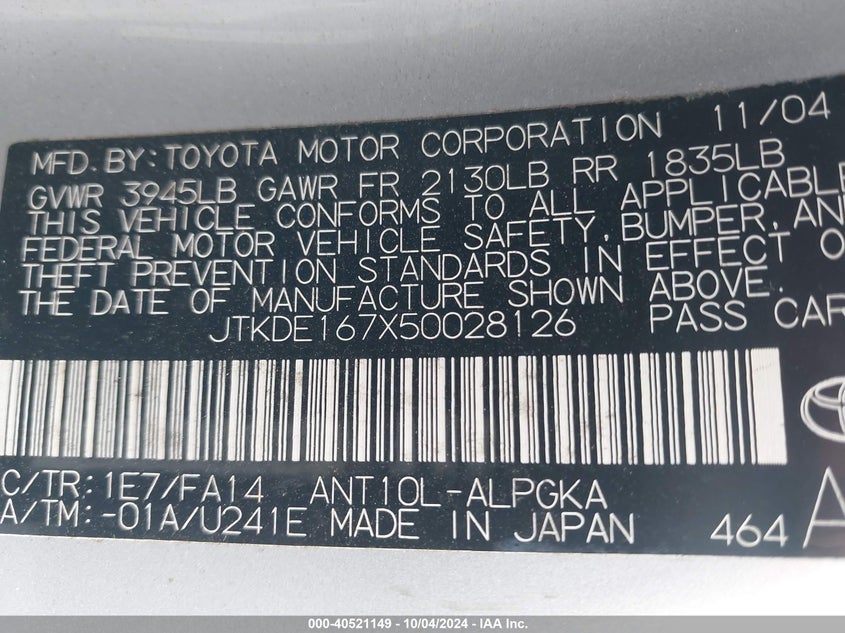 MFD. BY: TOYOTA MOTOR CORPORATION 11/04
GVWR 3945LB GAWR FR 2130LB RR 1835LB
THIS VEHICLE CONFORMS TO ALL APPLICABLE
FEDERAL MOTOR VEHICLE SAFETY, BUMPER, AN
THEFT PREVENTION STANDARDS IN EFFECT O
THE DATE OF MANUFACTURE SHOWN ABOVE.
JTKDE167X50028126 PASS CAR
C/TR: 1E7/FA14 ANT10L-ALPGKA
A/TM: -01A/U241E MADE IN JAPAN 464
A
000-40521149 - 10/04/2024 - IAA Inc.